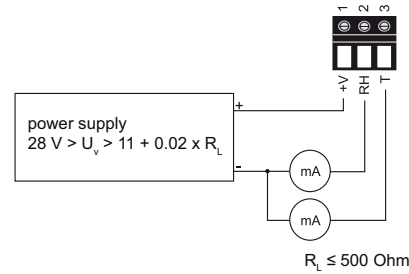 1 2 3
+V RH T
+
power supply
28 V > Uv > 11 + 0.02 x RL
-
mA
mA
RL ≤ 500 Ohm